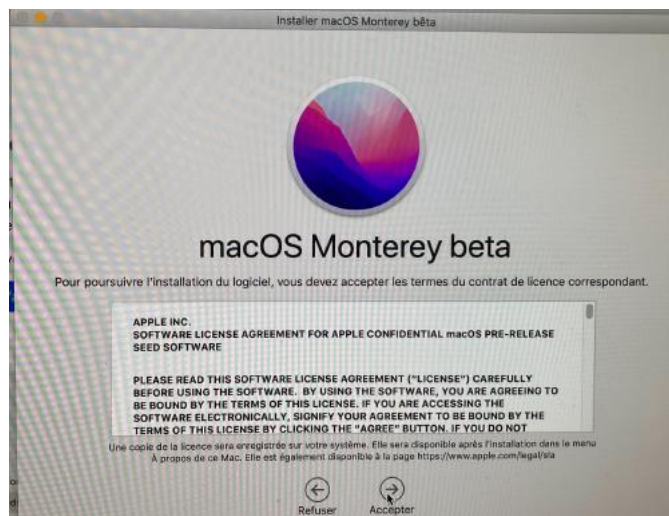 Installer macOS Monterey bêta
macOS Monterey beta
Pour poursuivre l'installation du logiciel, vous devez accepter les termes du contrat de licence correspondant.
APPLE INC.
SOFTWARE LICENSE AGREEMENT FOR APPLE CONFIDENTIAL macOS PRE-RELEASE
SEED SOFTWARE
PLEASE READ THIS SOFTWARE LICENSE AGREEMENT ("LICENSE") CAREFULLY
BEFORE USING THE SOFTWARE. BY USING THE SOFTWARE, YOU ARE AGREEING TO
BE BOUND BY THE TERMS OF THIS LICENSE. IF YOU ARE ACCESSING THE
SOFTWARE ELECTRONICALLY, SIGNIFY YOUR AGREEMENT TO BE BOUND BY THE
TERMS OF THIS LICENSE BY CLICKING THE "AGREE" BUTTON. IF YOU DO NOT
Une copie de la licence sera enregistrée sur votre système. Elle sera disponible après l'installation dans le menu
À propos de ce Mac. Elle est également disponible à la page https://www.apple.com/legal/sla
Refuser Accepter